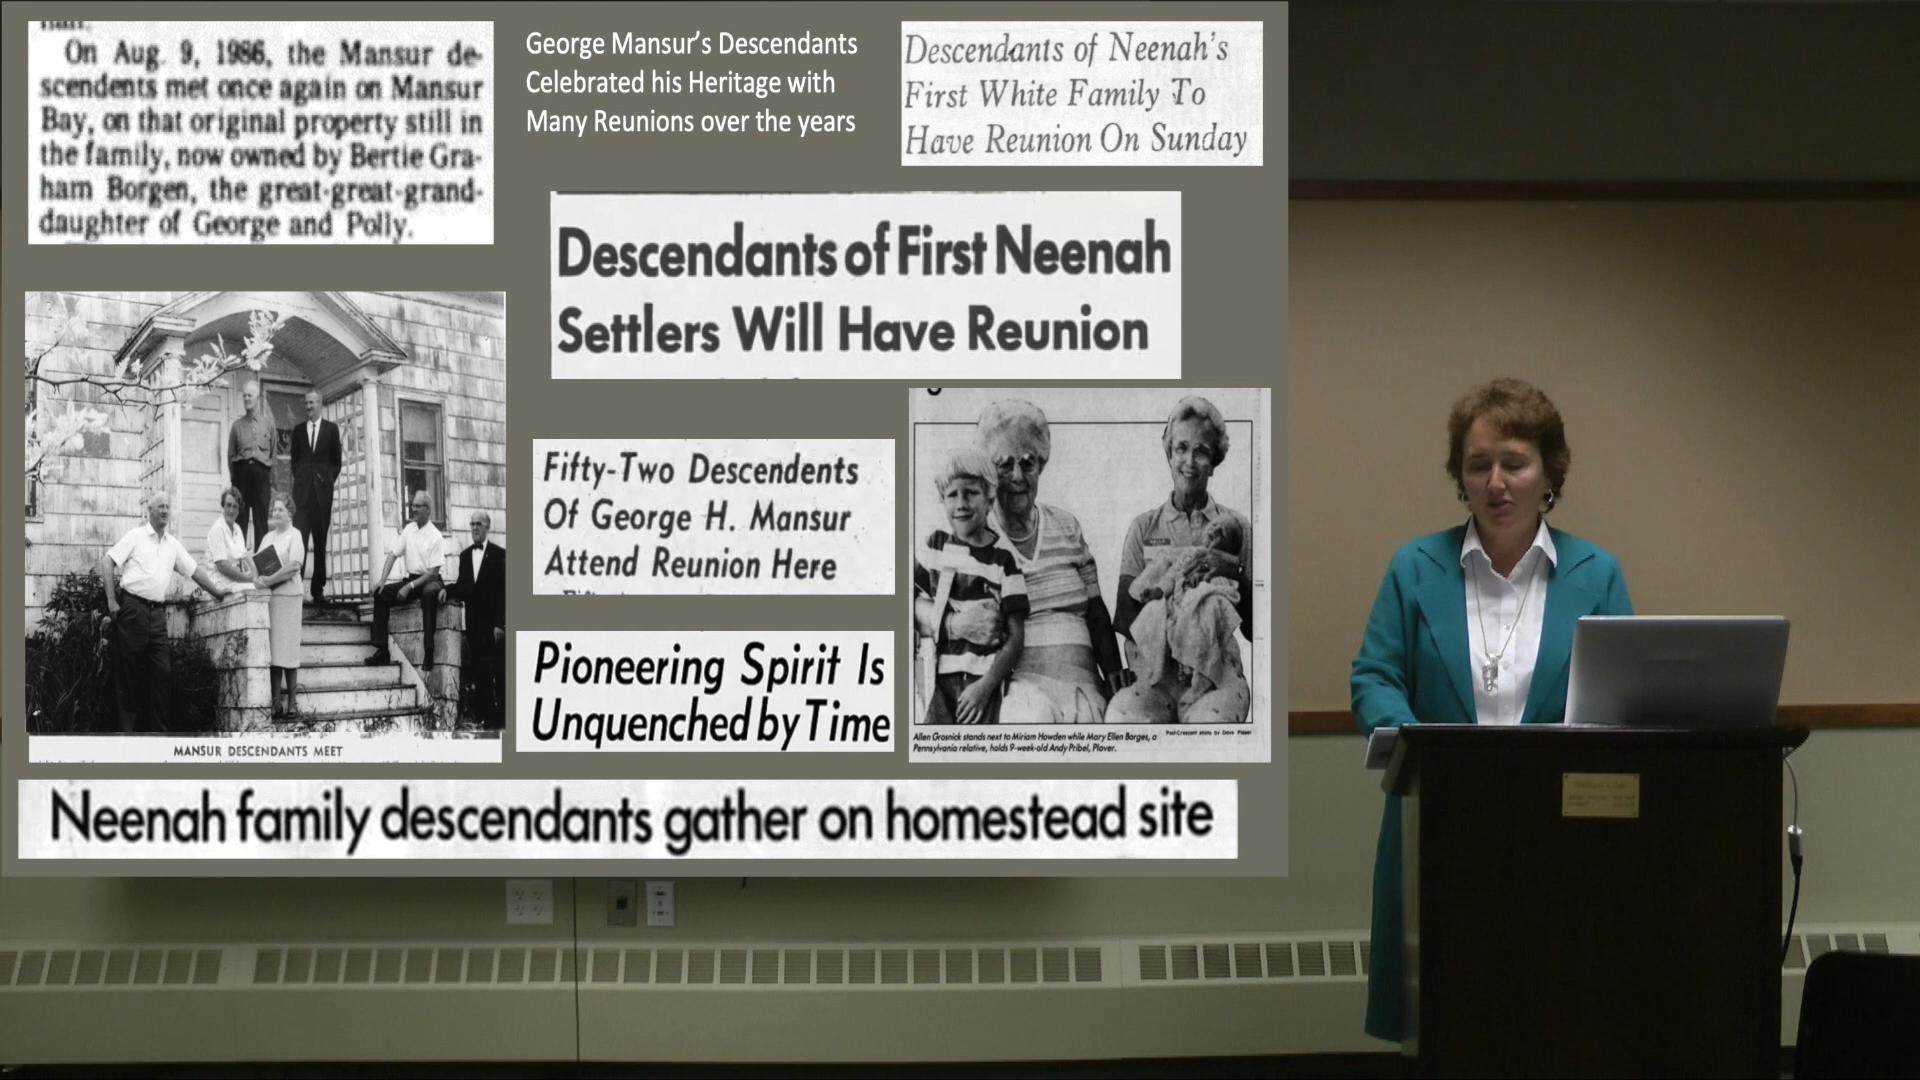 On Aug. 9, 1986, the Mansur de-
scendents met once again on Mansur
Bay, on that original property still in
the family, now owned by Bertie Gra-
ham Borgen, the great-great-grand-
daughter of George and Polly.
George Mansur's Descendants
Celebrated his Heritage with
Many Reunions over the years
Descendants of Neenah's
First White Family To
Have Reunion On Sunday
Descendants of First Neenah
Settlers Will Have Reunion
MANSUR DESCENDANTS MEET
Fifty-Two Descendents
Of George H. Mansur
Attend Reunion Here
Pioneering Spirit Is
Unquenched by Time
Allen Grosnick stands next to Miriam Howden while Mary Ellen Borges, a
Pennsylvania relative, holds 9-week-old Andy Pribel, Plover.
Post-Crescent photo by Dave
Neenah family descendants gather on homestead site